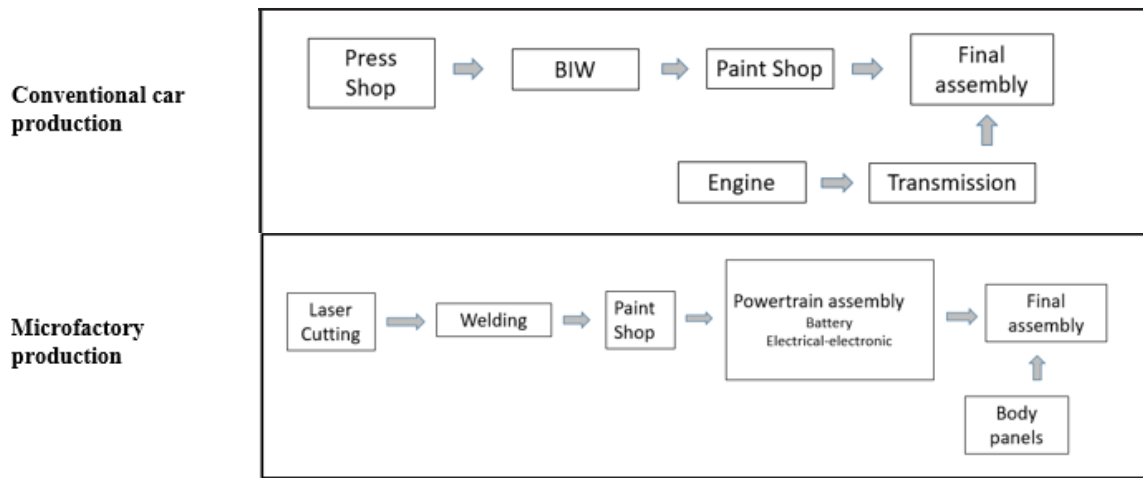 Conventional car
production
Press
Shop
BIW
Paint Shop
Final
assembly
Engine
Transmission
Microfactory
production
Laser
Cutting
Welding
Paint
Shop
Powertrain assembly
Battery
Electrical-electronic
Final
assembly
Body
panels